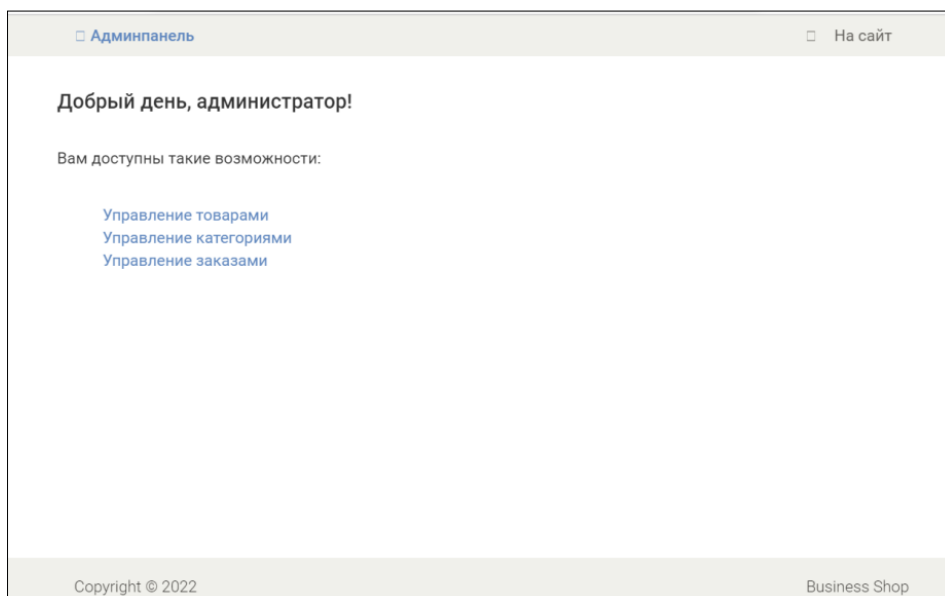 Админпанель
На сайт
Добрый день, администратор!
Вам доступны такие возможности:
Управление товарами
Управление категориями
Управление заказами
Copyright © 2022
Business Shop